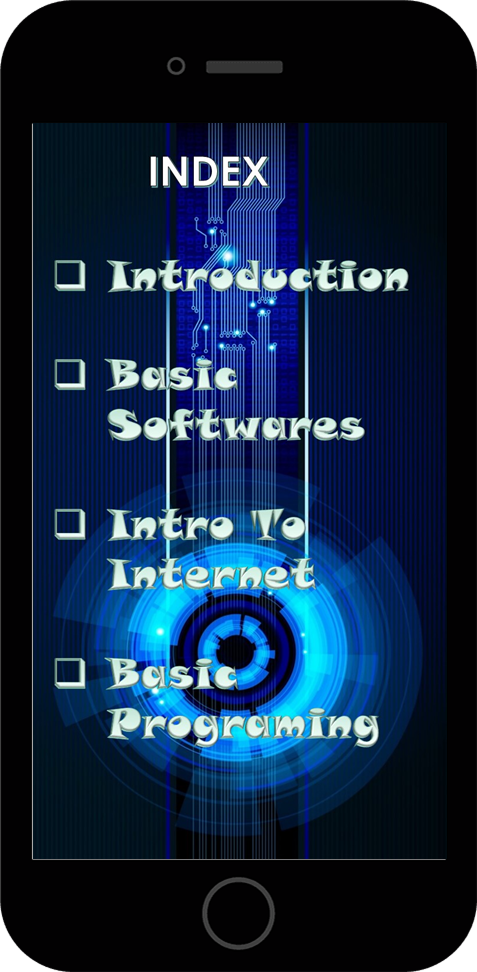 INDEX
❑ Introduction
❑ Basic
Softwares
❑ Intro To
Internet
❑ Basic
Programing